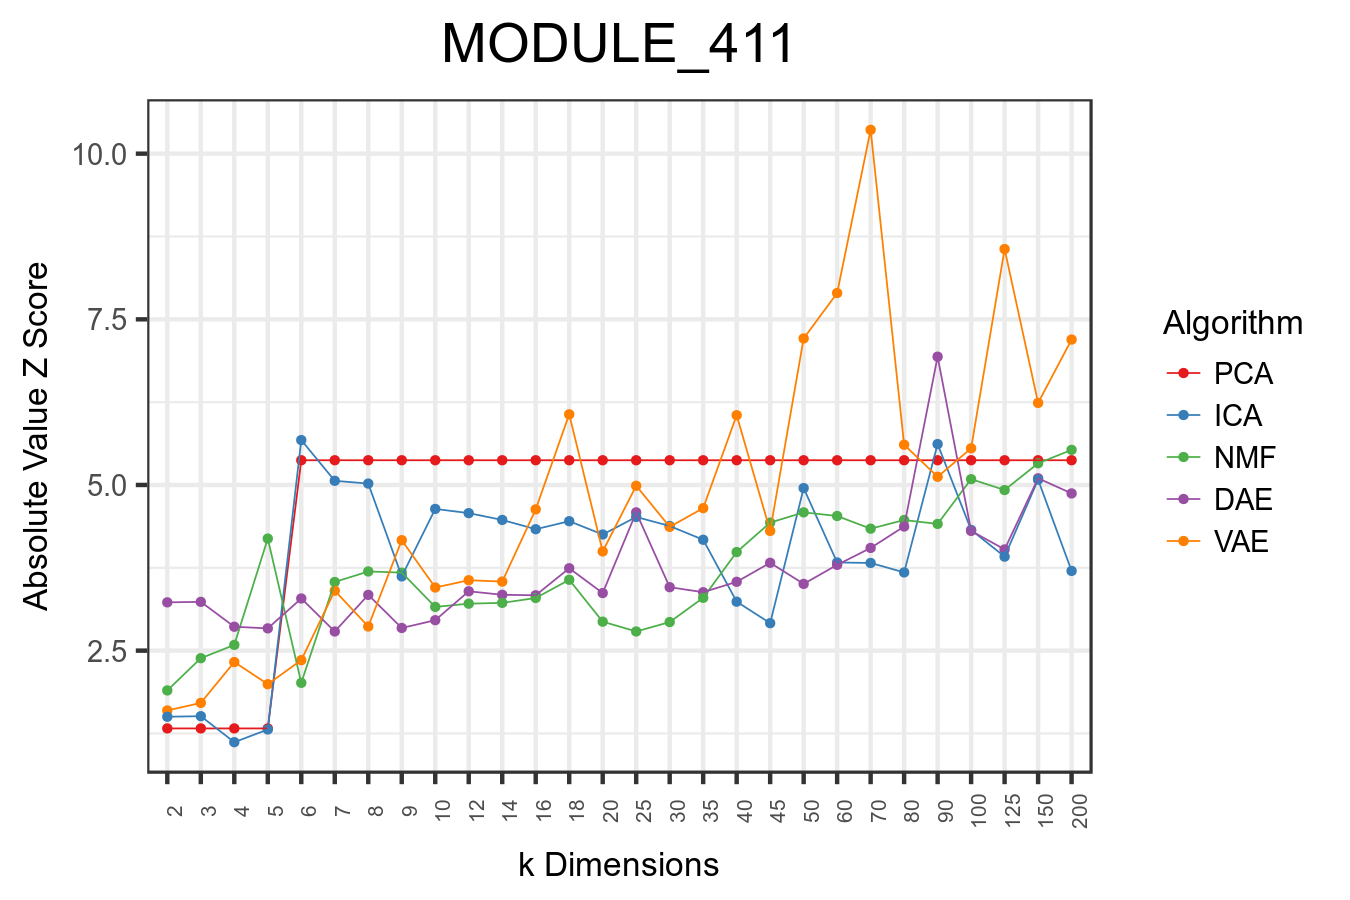 MODULE_411
Absolute Value Z Score
10.0
7.5
5.0
2.5
2 3 4 5 6 7 8 9 10 12 14 16 18 20 25 30 35 40 45 50 60 70 80 90 100 125 150 200
k Dimensions
Algorithm
PCA
ICA
NMF
DAE
VAE